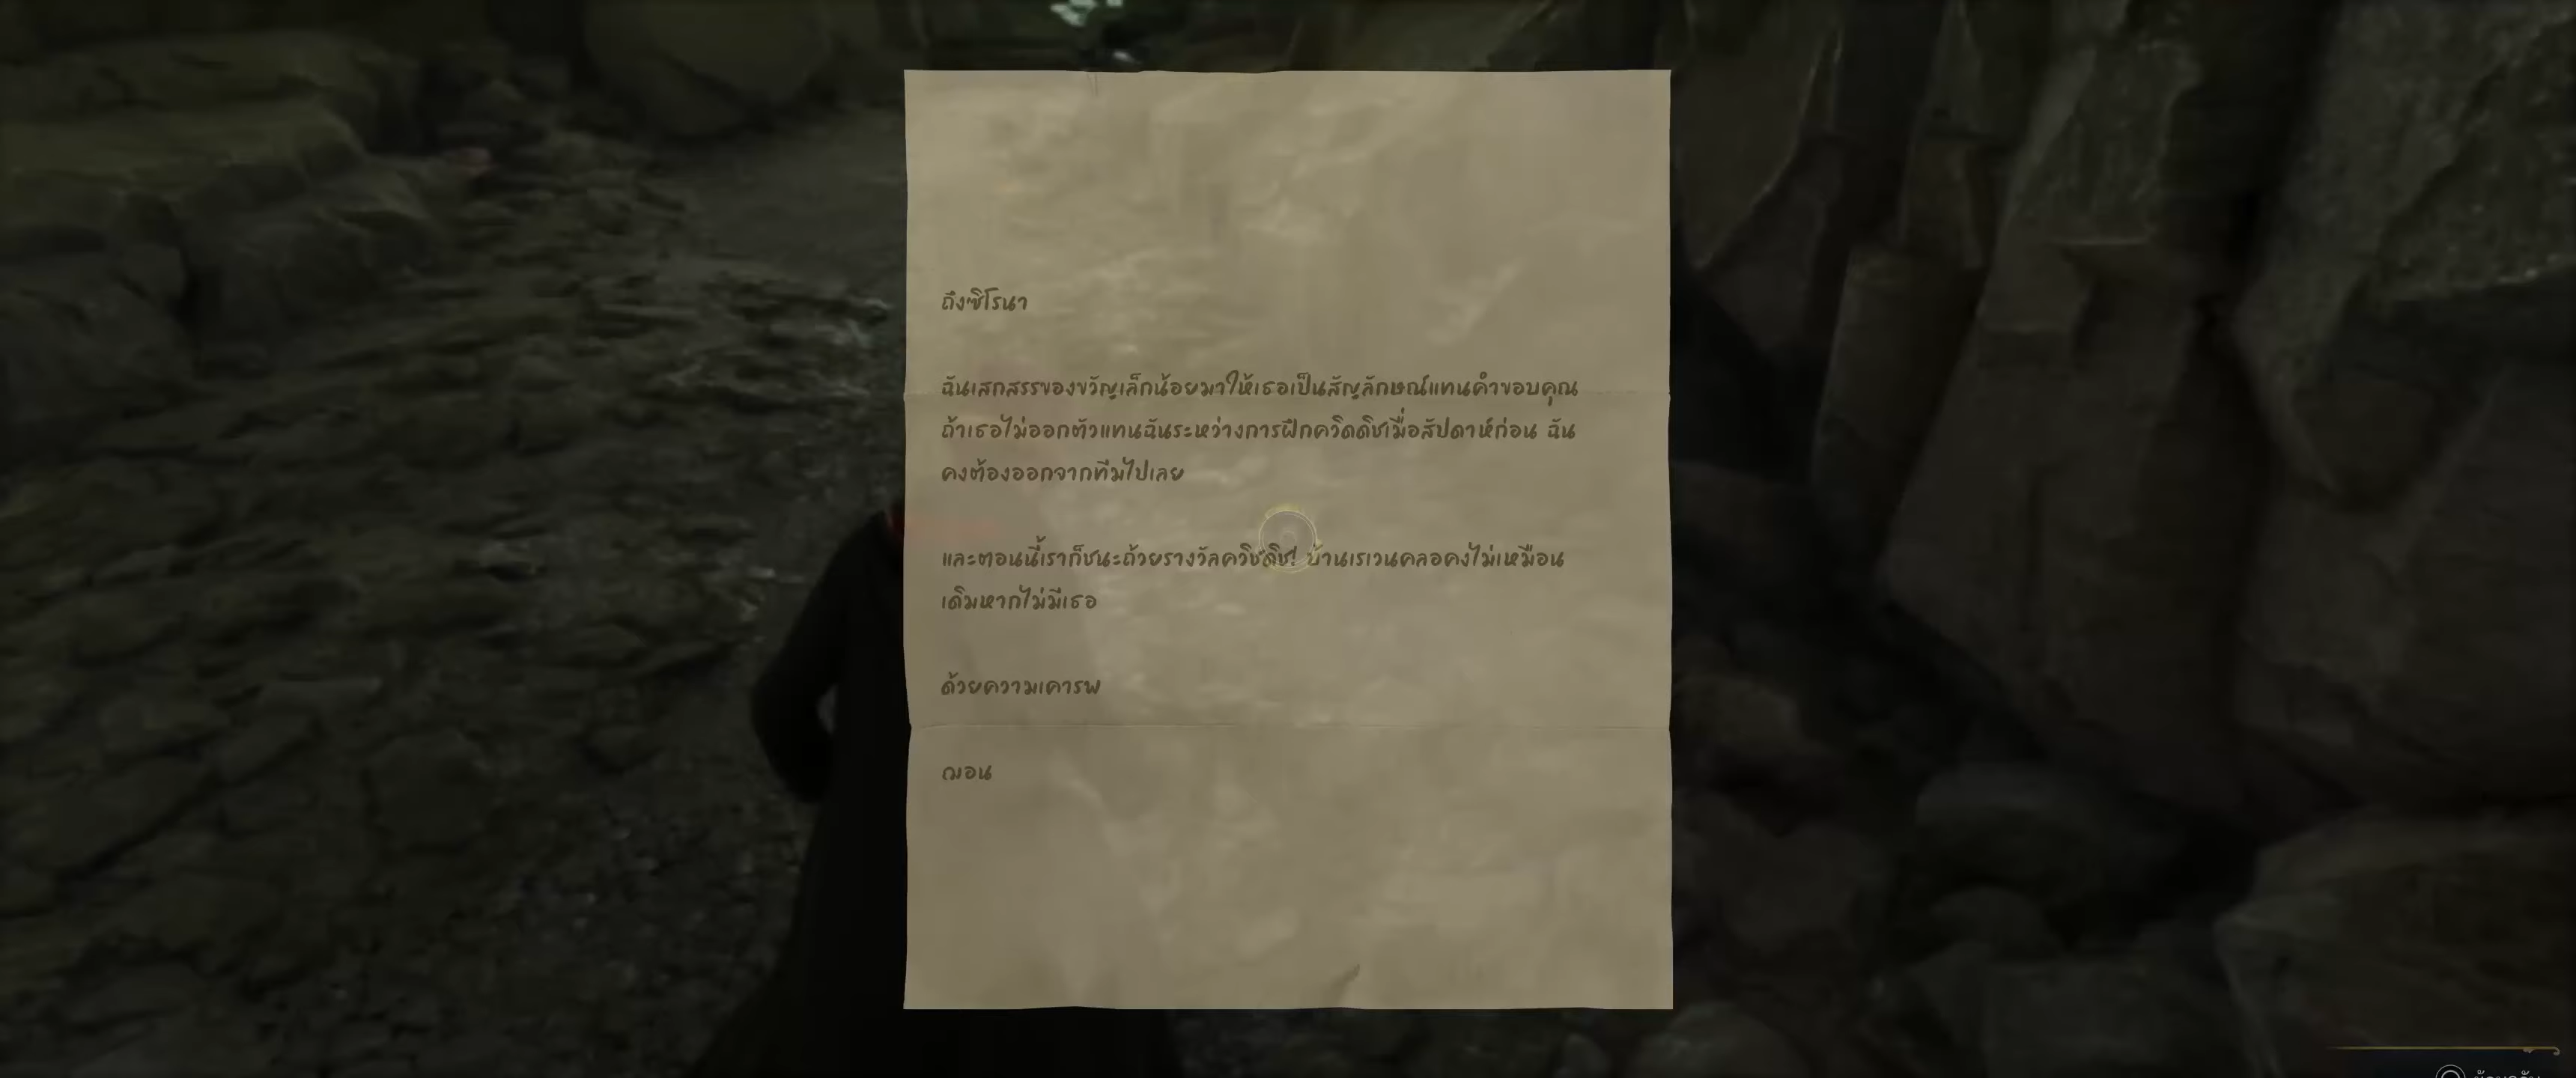 ถึงซิโรนา
ฉันเสกสรรของขวัญเล็กน้อยมาให้เธอเป็นสัญลักษณ์แทนคำขอบคุณ
ถ้าเธอไม่ออกตัวแทนฉันระหว่างการฝึกควิดดิชเมื่อสัปดาห์ก่อน ฉัน
คงต้องออกจากทีมไปเลย
และตอนนี้เราก็ชนะถ้วยรางวัลควิชดิช! บ้านเรเวนคลอคงไม่เหมือน
เดิมหากไม่มีเธอ
ด้วยความเคารพ
ฌอน